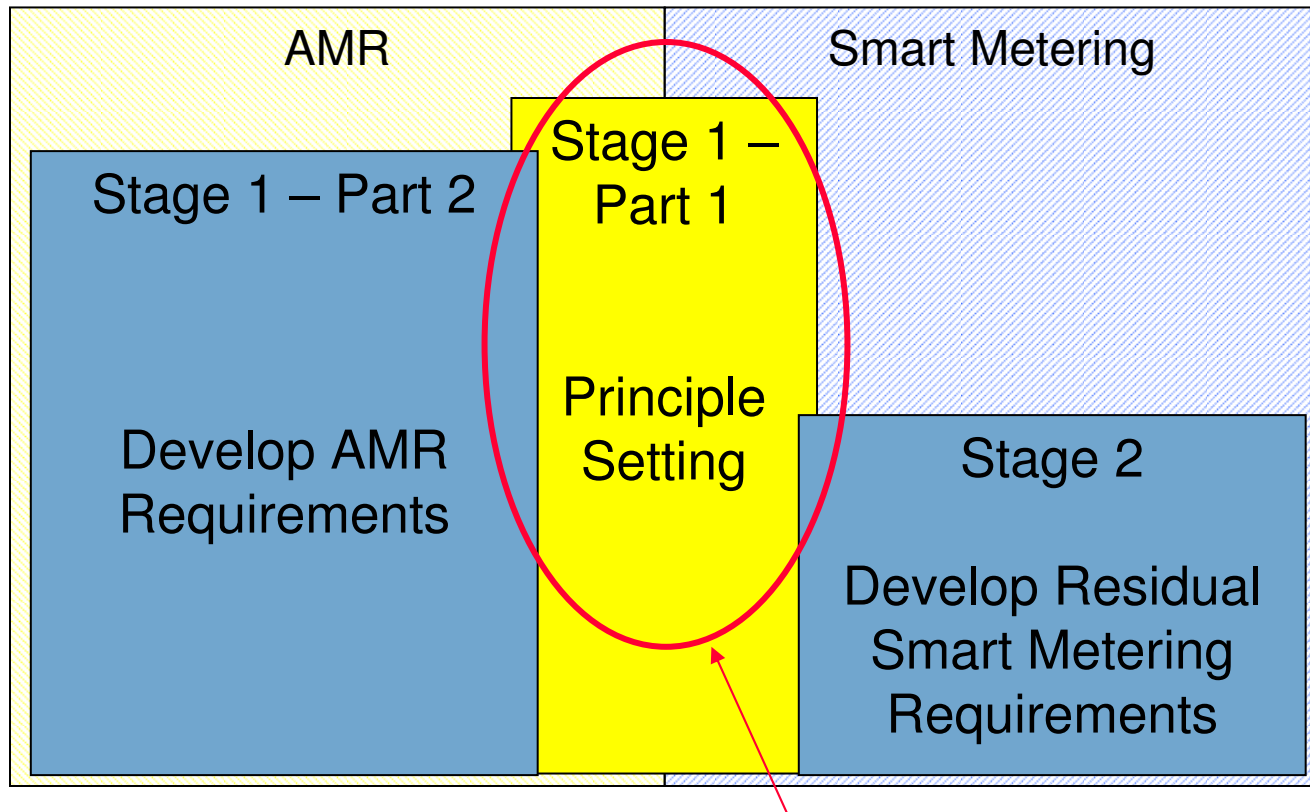 AMR
Smart Metering
Stage 1 – Part 2
Develop AMR
Requirements
Stage 1 –
Part 1
Principle
Setting
Stage 2
Develop Residual
Smart Metering
Requirements